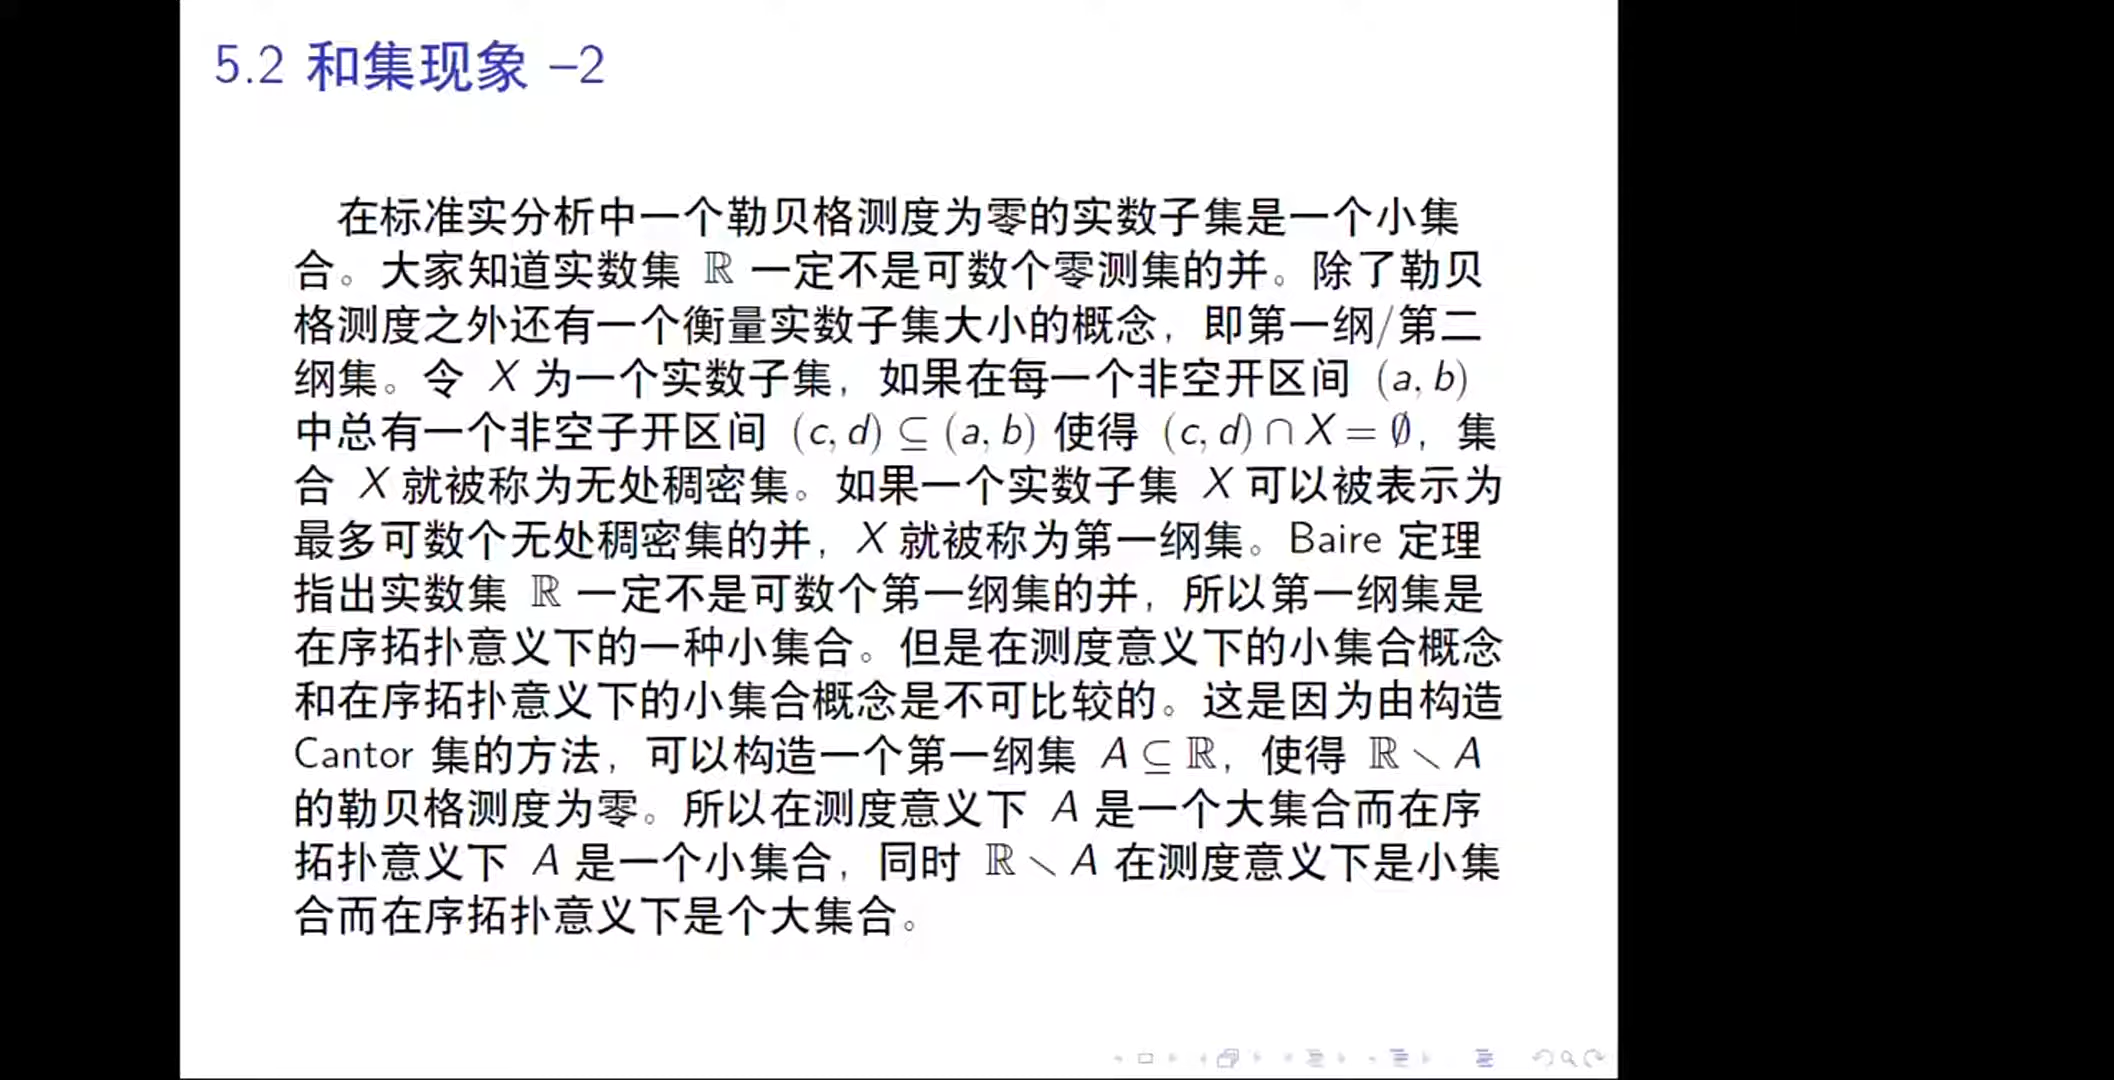 5.2 和集现象 –2
在标准实分析中一个勒贝格测度为零的实数子集是一个小集
合。大家知道实数集 ℝ 一定不是可数个零测集的并。除了勒贝
格测度之外还有一个衡量实数子集大小的概念，即第一纲/第二
纲集。令 X 为一个实数子集，如果在每一个非空开区间 (a, b)
中总有一个非空子开区间 (c, d) ⊆ (a, b) 使得 (c, d) ∩ X = ∅，集
合 X 就被称为无处稠密集。如果一个实数子集 X 可以被表示为
最多可数个无处稠密集的并，X 就被称为第一纲集。Baire 定理
指出实数集 ℝ 一定不是可数个第一纲集的并，所以第一纲集是
在序拓扑意义下的一种小集合。但是在测度意义下的小集合概念
和在序拓扑意义下的小集合概念是不可比较的。这是因为由构造
Cantor 集的方法，可以构造一个第一纲集 A ⊆ ℝ，使得 ℝ ∖ A
的勒贝格测度为零。所以在测度意义下 A 是一个大集合而在序
拓扑意义下 A 是一个小集合，同时 ℝ ∖ A 在测度意义下是小集
合而在序拓扑意义下是个大集合。